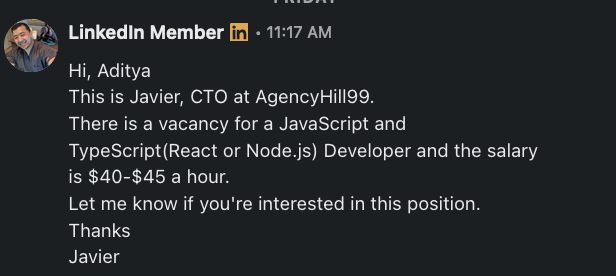 LinkedIn Member in • 11:17 AM
Hi, Aditya
This is Javier, CTO at AgencyHill99.
There is a vacancy for a JavaScript and
TypeScript(React or Node.js) Developer and the salary
is $40-$45 a hour.
Let me know if you're interested in this position.
Thanks
Javier